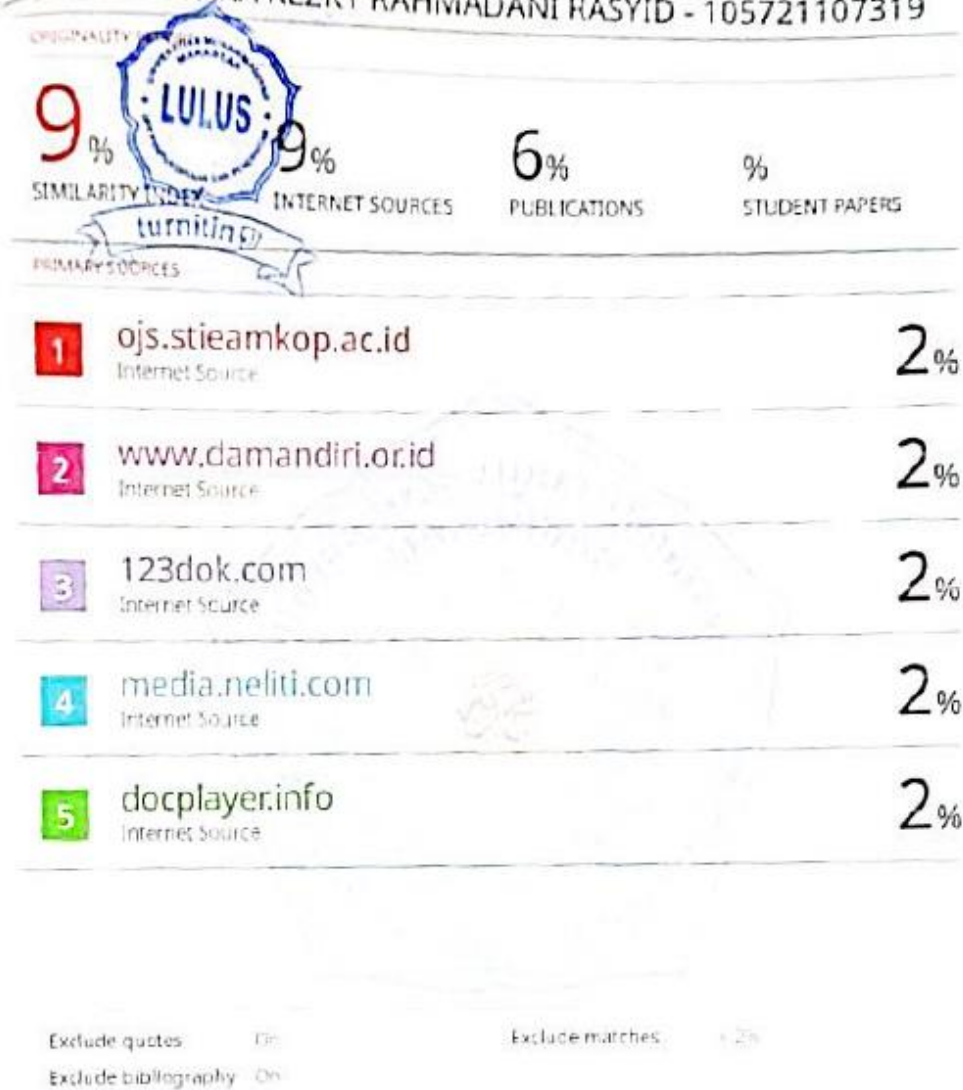 RAHMADANI RASYID - 105721107319
ORIGINALITY
9%
SIMILARITY INDEX
9%
INTERNET SOURCES
6%
PUBLICATIONS
%
STUDENT PAPERS
LULUS
turnitin
PRIMARY SOURCES
1 ojs.stieamkop.ac.id 2%
Internet Source
2 www.damandiri.or.id 2%
Internet Source
3 123dok.com 2%
Internet Source
4 media.neliti.com 2%
Internet Source
5 docplayer.info 2%
Internet Source
Exclude quotes On Exclude matches < 2%
Exclude bibliography On